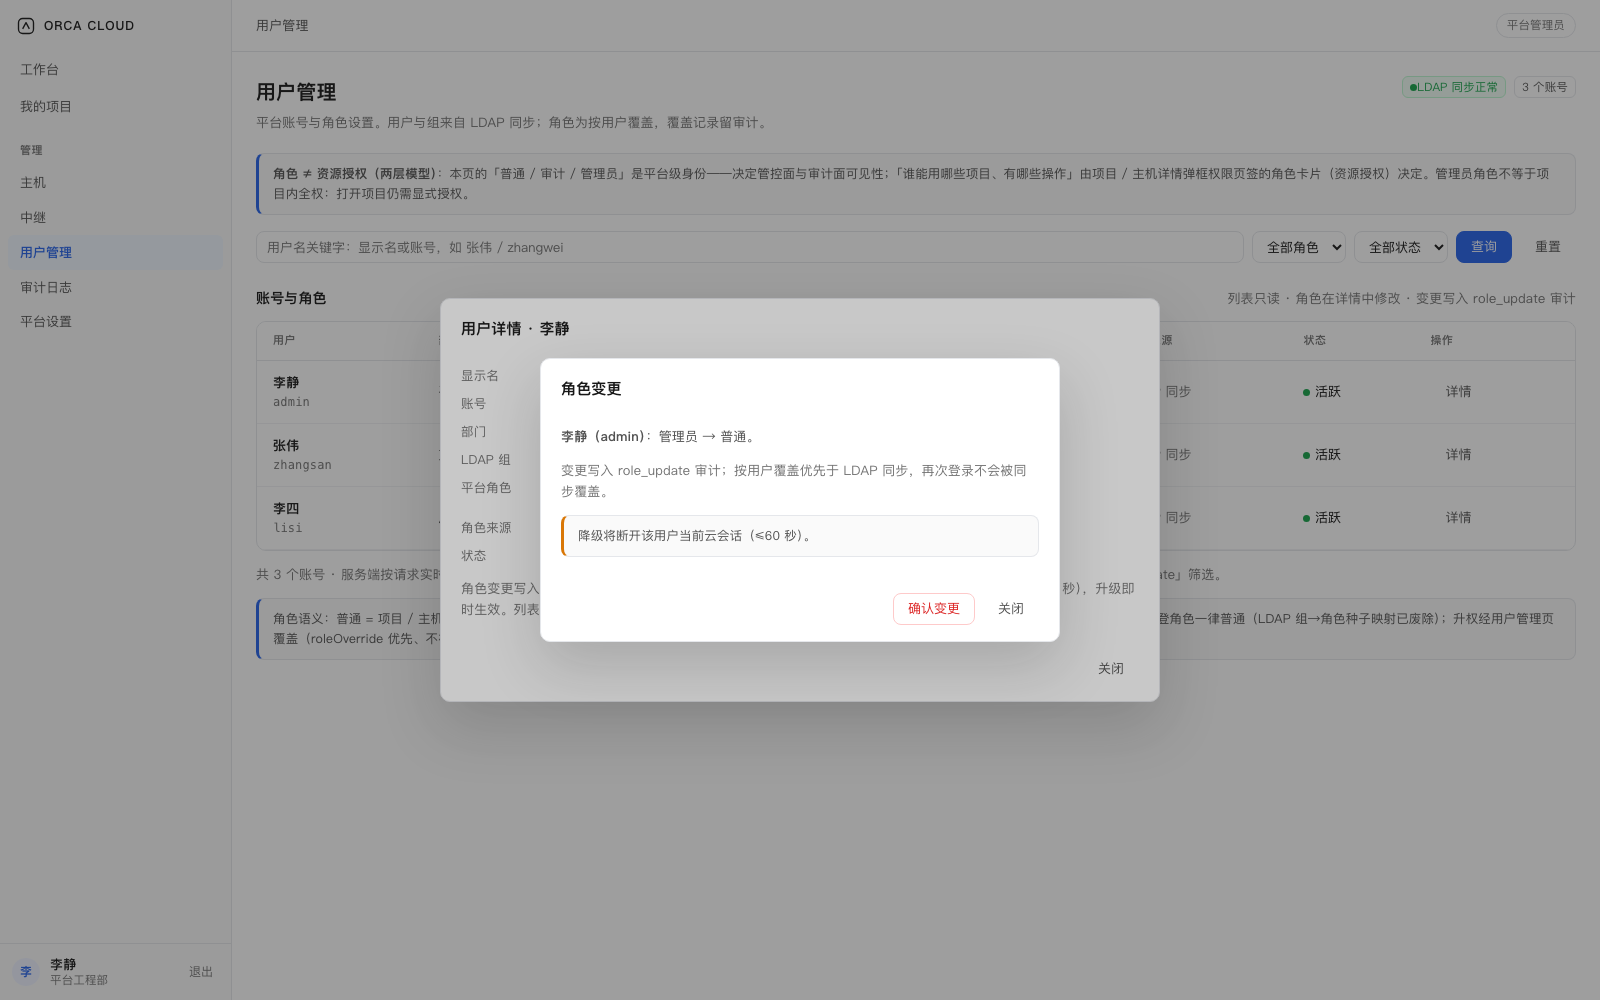 ORCA CLOUD
用户管理
平台管理员
工作台
我的项目
管理
主机
中继
用户管理
审计日志
平台设置
用户管理
LDAP 同步正常
3 个账号
平台账号与角色设置。用户与组来自 LDAP 同步；角色为按用户覆盖，覆盖记录留审计。
角色 ≠ 资源授权（两层模型）：本页的「普通 / 审计 / 管理员」是平台级身份——决定管控面与审计面可见性；「谁能用哪些项目、有哪些操作」由项目 / 主机详情弹框权限页签的角色卡片（资源授权）决定。管理员角色不等于项
目内全权：打开项目仍需显式授权。
用户名关键字：显示名或账号，如 张伟 / zhangwei
全部角色
全部状态
查询
重置
账号与角色
列表只读 · 角色在详情中修改 · 变更写入 role_update 审计
用户
源
状态
操作
李静
admin
同步
活跃
详情
张伟
zhangsan
同步
活跃
详情
李四
lisi
同步
活跃
详情
共 3 个账号 · 服务端按请求实时
」筛选。
角色语义：普通 = 项目 / 主机
登角色一律普通（LDAP 组→角色种子映射已废除）；升权经用户管理页
覆盖（roleOverride 优先、不
用户详情 · 李静
显示名
账号
部门
LDAP 组
平台角色
角色来源
状态
角色变更写入
秒），升级即
时生效。列表
关闭
角色变更
李静（admin）：管理员 → 普通。
变更写入 role_update 审计；按用户覆盖优先于 LDAP 同步，再次登录不会被同
步覆盖。
降级将断开该用户当前云会话（≤60 秒）。
确认变更
关闭
李
李静
平台工程部
退出